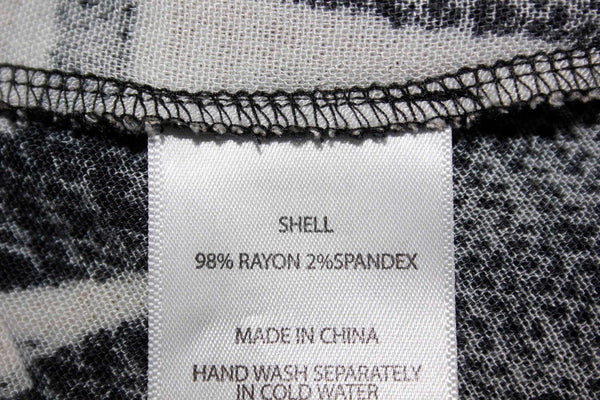 SHELL
98% RAYON 2%SPANDEX
MADE IN CHINA
HAND WASH SEPARATELY
IN COLD WATER